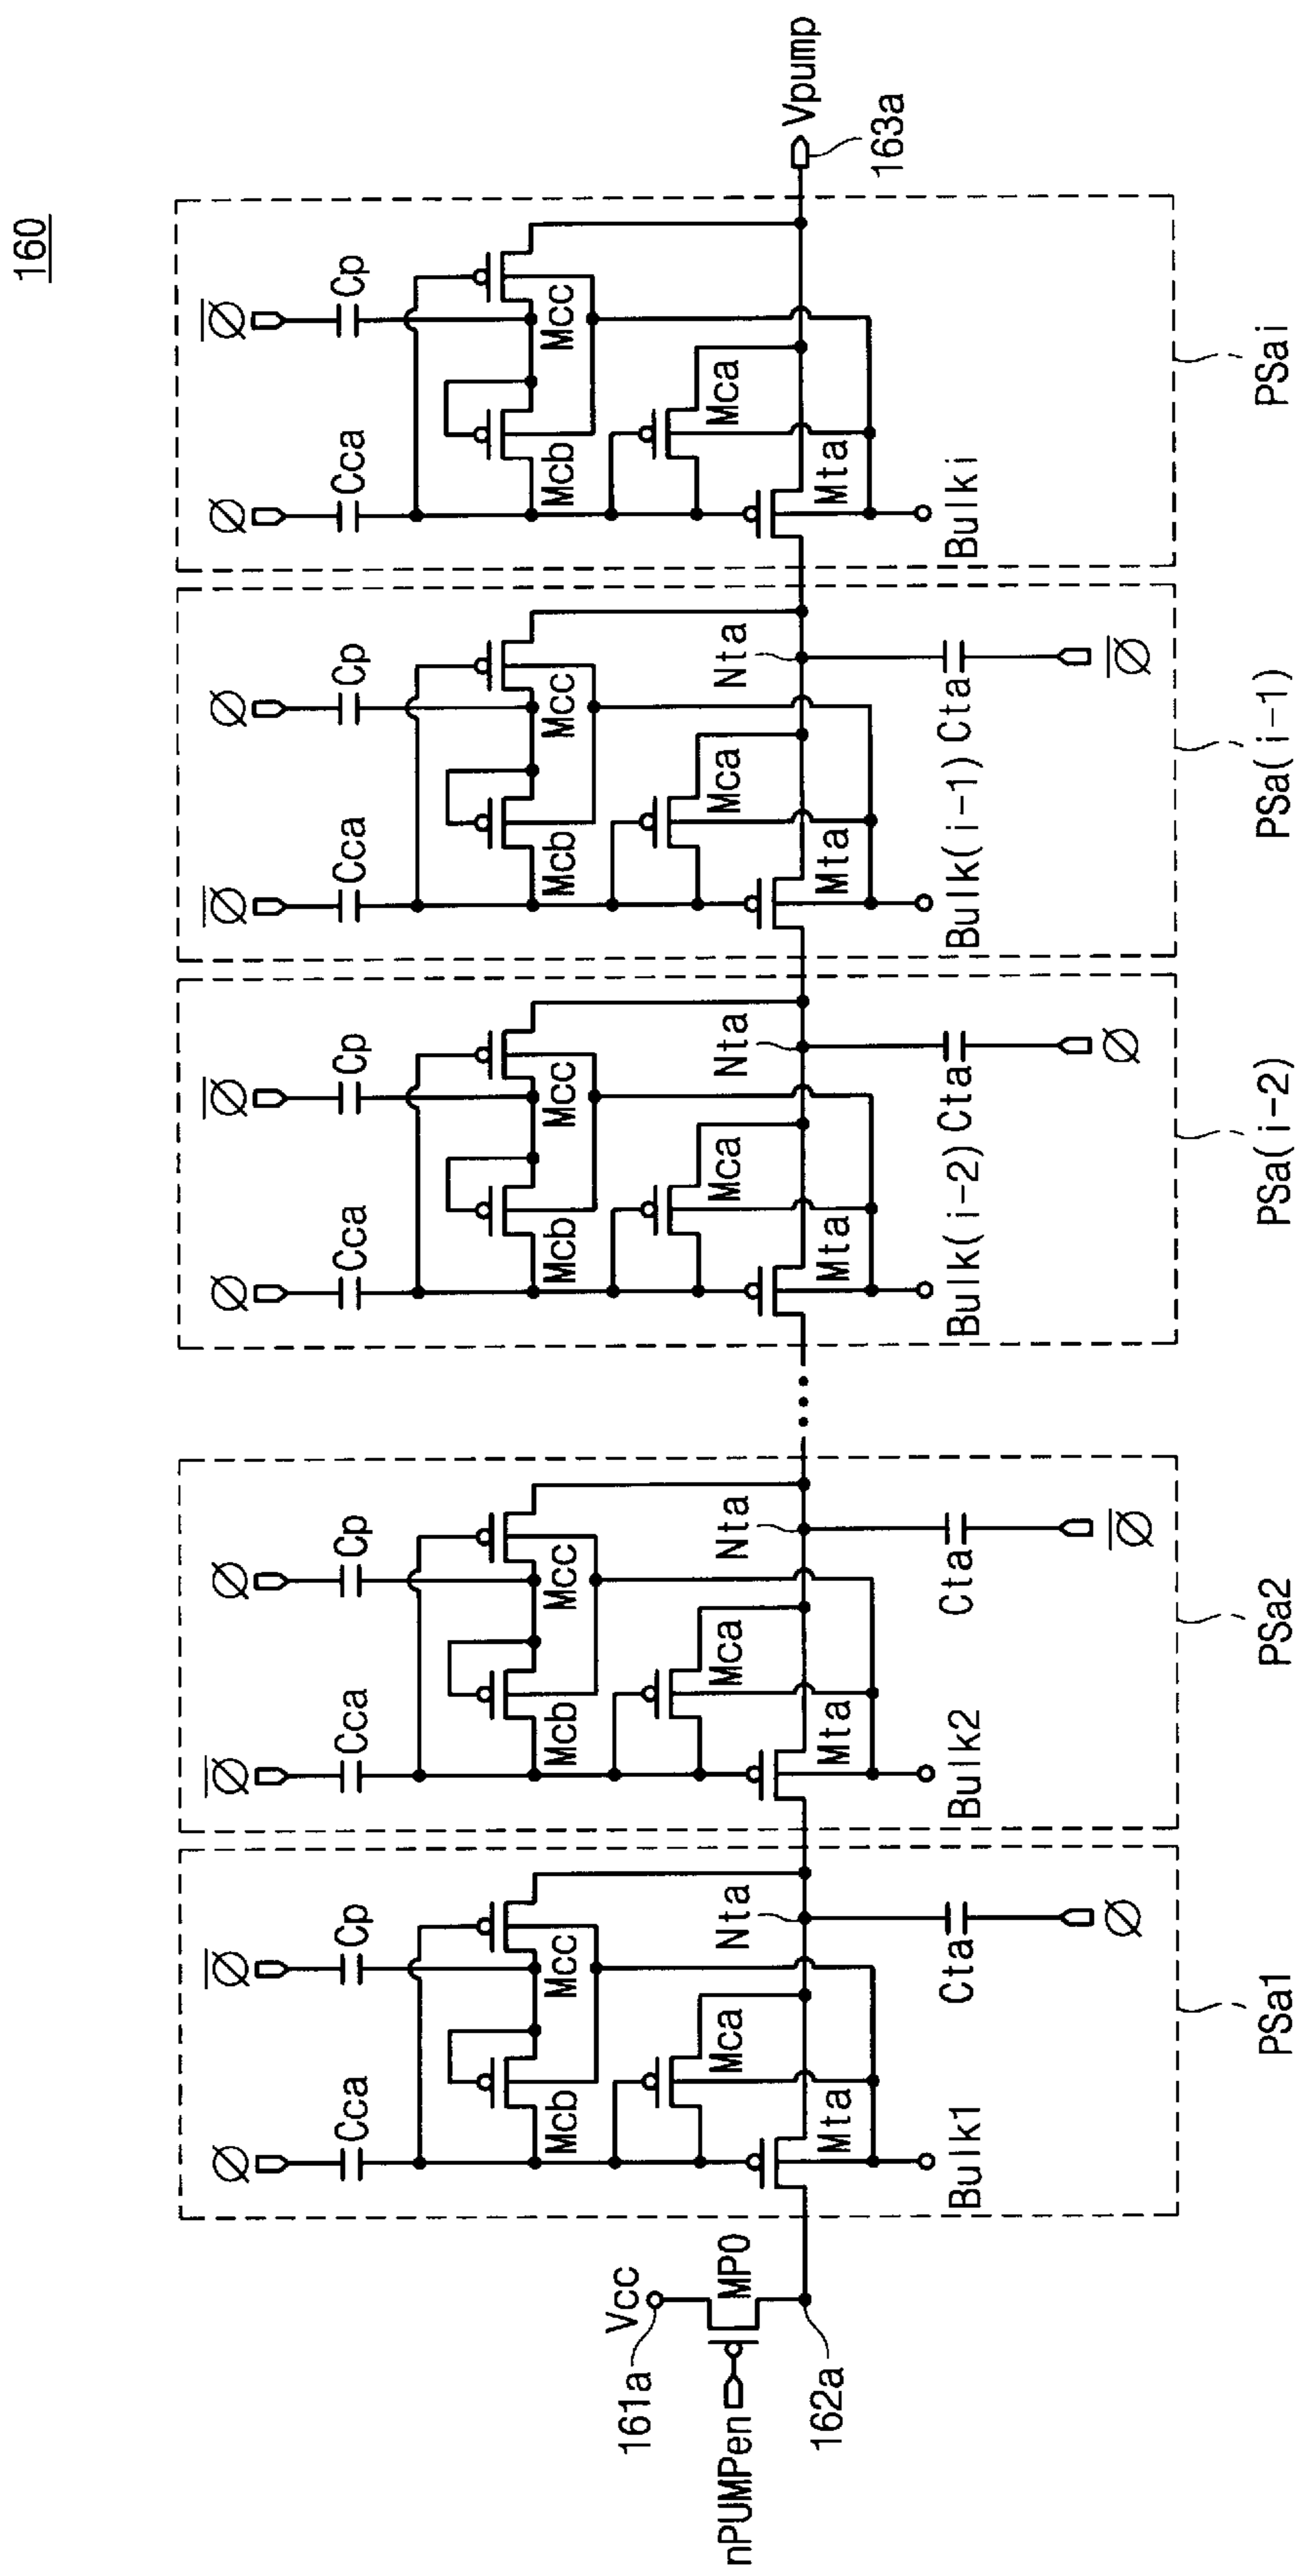 160
Vcc
161a
nPUMPen
MP0
162a
Ø
Cca
Ø̅
Cp
Mcb
Mcc
Mca
Mta
Nta
Cta
Ø
Bulk1
PSa1
Ø̅
Cca
Ø
Cp
Mcb
Mcc
Mca
Mta
Nta
Cta
Ø̅
Bulk2
PSa2
Ø
Cca
Ø̅
Cp
Mcb
Mcc
Mca
Mta
Nta
Cta
Ø
Bulk(i-2)
PSa(i-2)
Ø̅
Cca
Ø
Cp
Mcb
Mcc
Mca
Mta
Nta
Cta
Ø̅
Bulk(i-1)
PSa(i-1)
Ø
Cca
Ø̅
Cp
Mcb
Mcc
Mca
Mta
Bulki
PSai
Vpump
163a